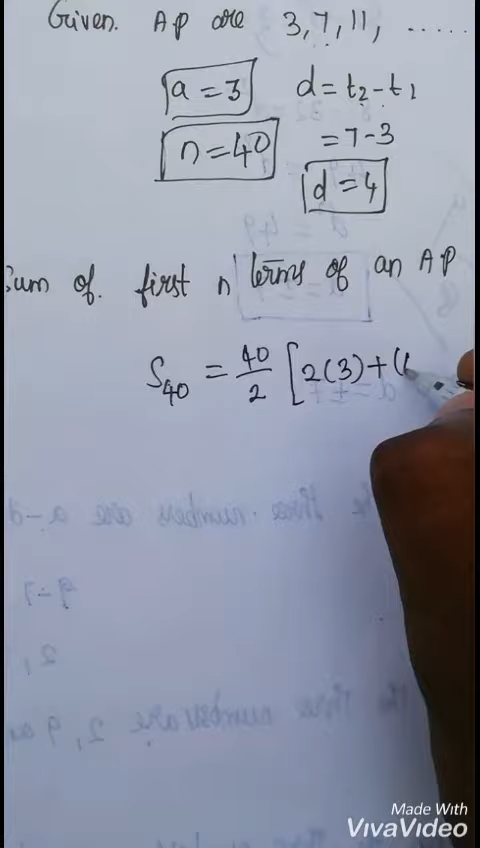 Given. AP are 3, 7, 11, ......
a = 3 d = t₂ - t₁
n = 40 = 7 - 3
d = 4
Sum of. first n terms of an AP
S₄₀ = 40/2 [2(3) + (
Made With
VivaVideo